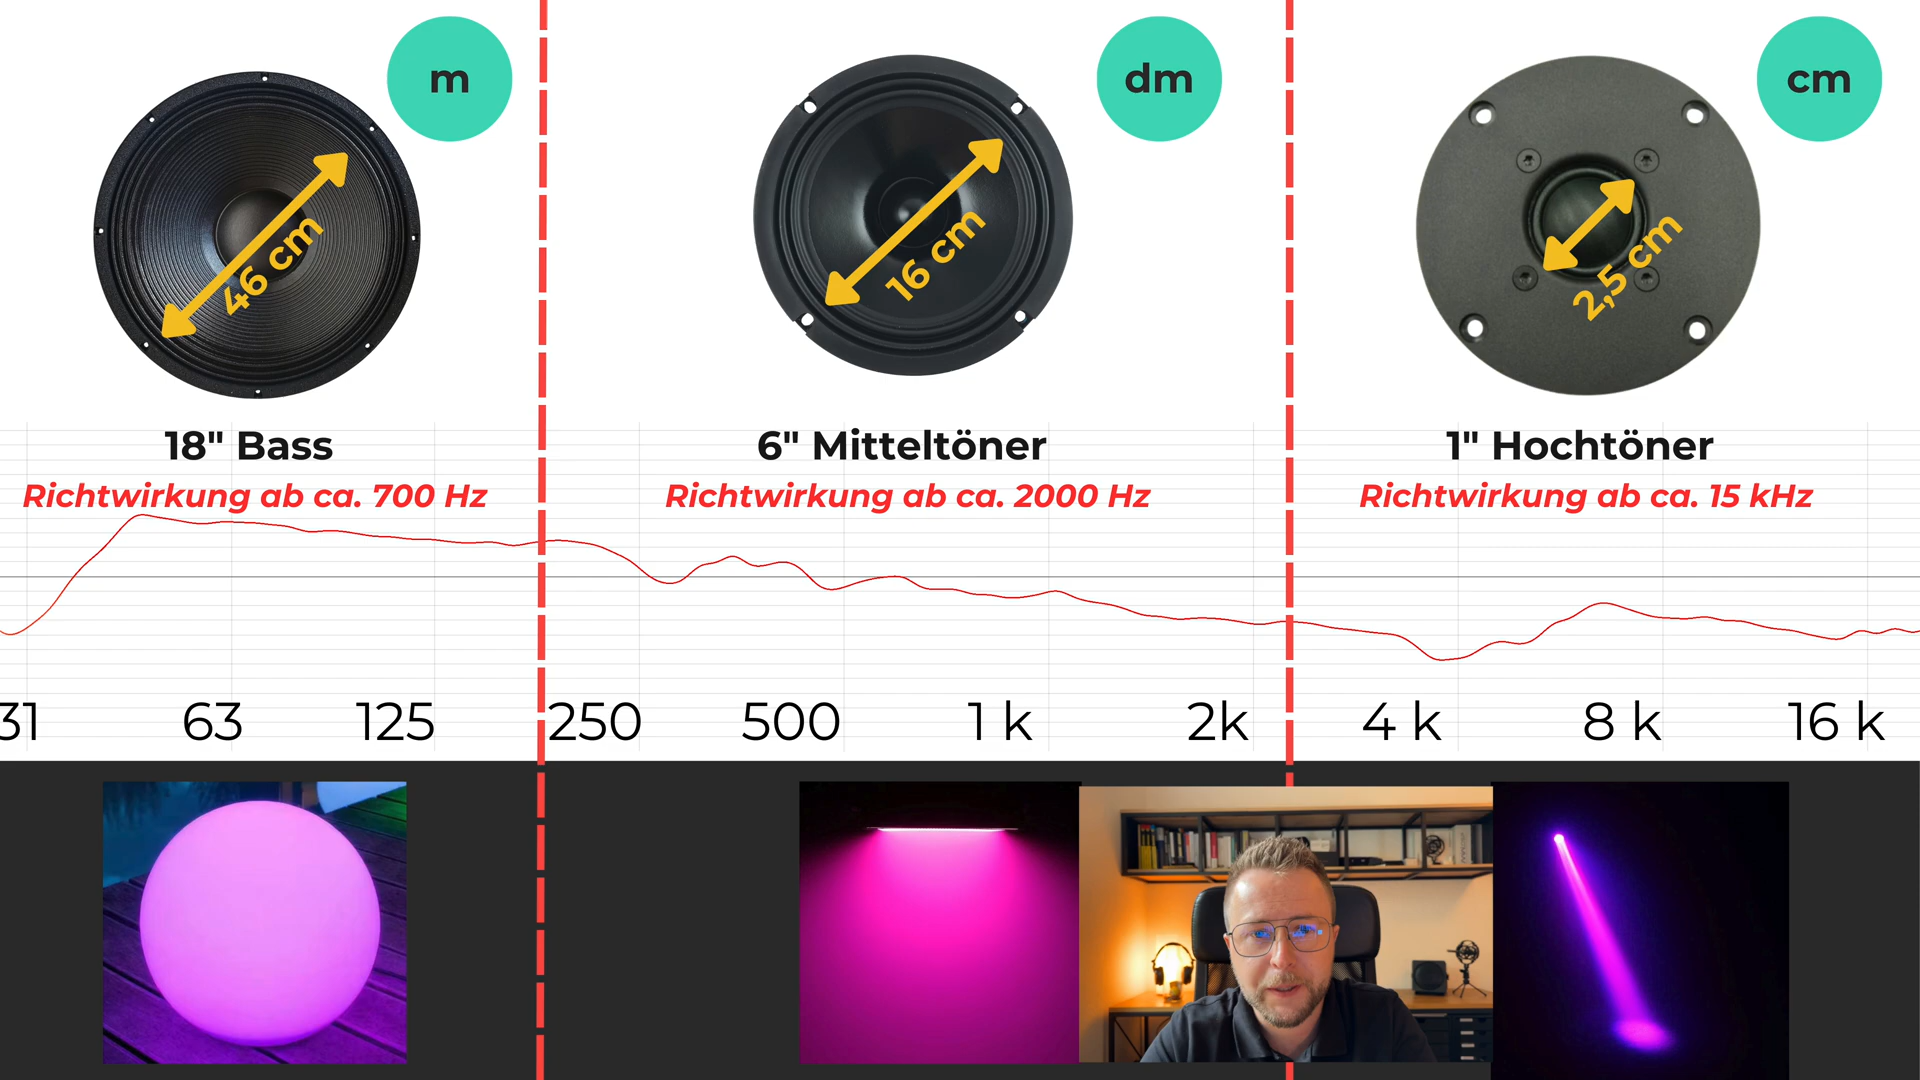 m
dm
cm
46 cm
16 cm
2,5 cm
18" Bass
6" Mitteltöner
1" Hochtöner
Richtwirkung ab ca. 700 Hz
Richtwirkung ab ca. 2000 Hz
Richtwirkung ab ca. 15 kHz
31 63 125 250 500 1 k 2k 4 k 8 k 16 k